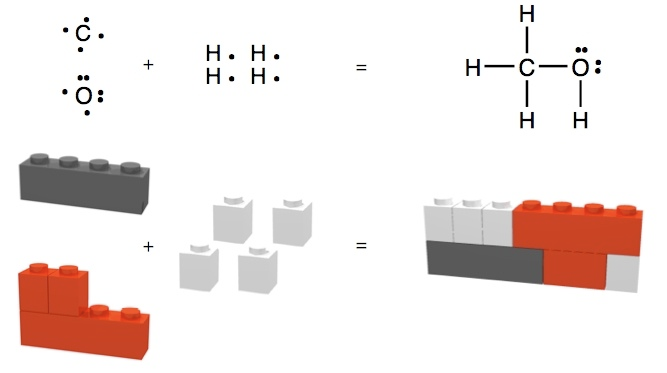 C
O
+
H H
H H
=
H
H C O
H H
+
=